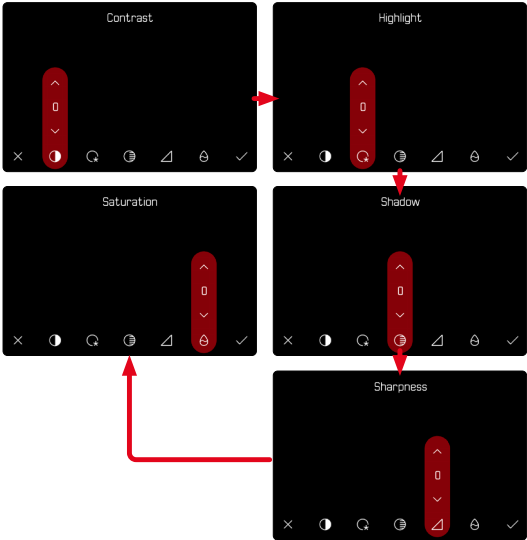 Contrast
Highlight
0
0
Saturation
Shadow
0
0
Sharpness
0